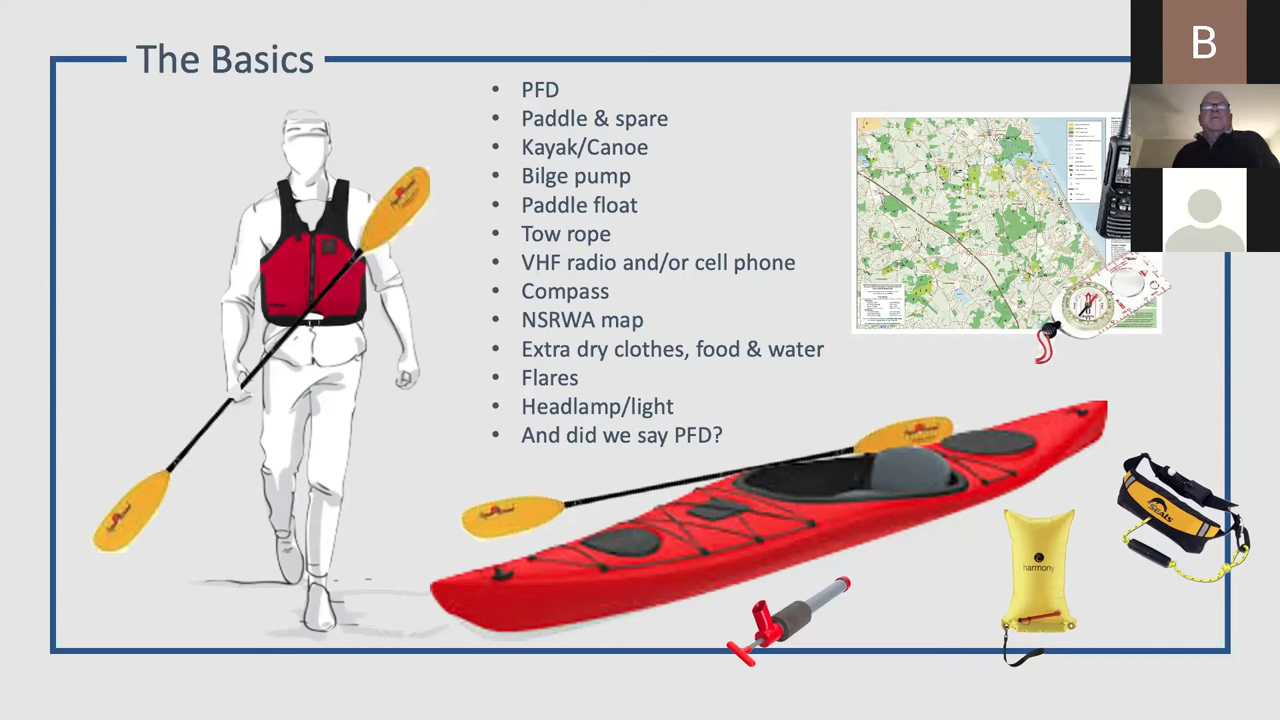 The Basics
• PFD
• Paddle & spare
• Kayak/Canoe
• Bilge pump
• Paddle float
• Tow rope
• VHF radio and/or cell phone
• Compass
• NSRWA map
• Extra dry clothes, food & water
• Flares
• Headlamp/light
• And did we say PFD?
B
SEALS
harmony